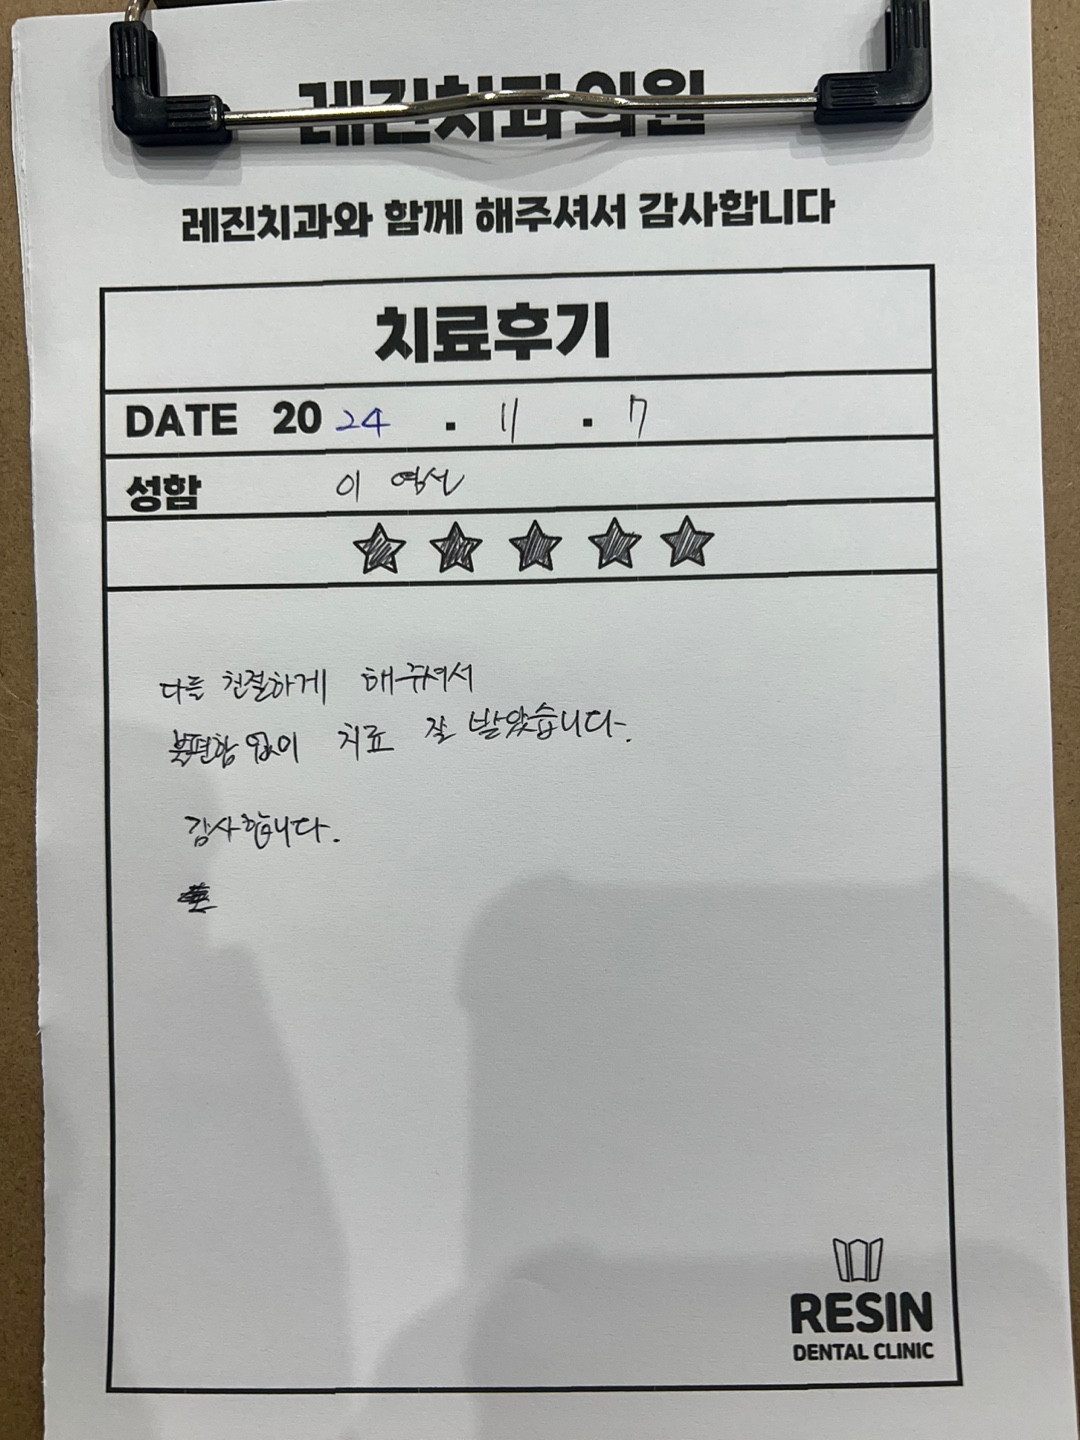 레진치과의원
레진치과와 함께 해주셔서 감사합니다
치료후기
DATE 2024 . 11 . 7
성함 이
다들 친절하게 해주셔서
불편함 없이 치료 잘 받았습니다.
감사합니다.
RESIN
DENTAL CLINIC